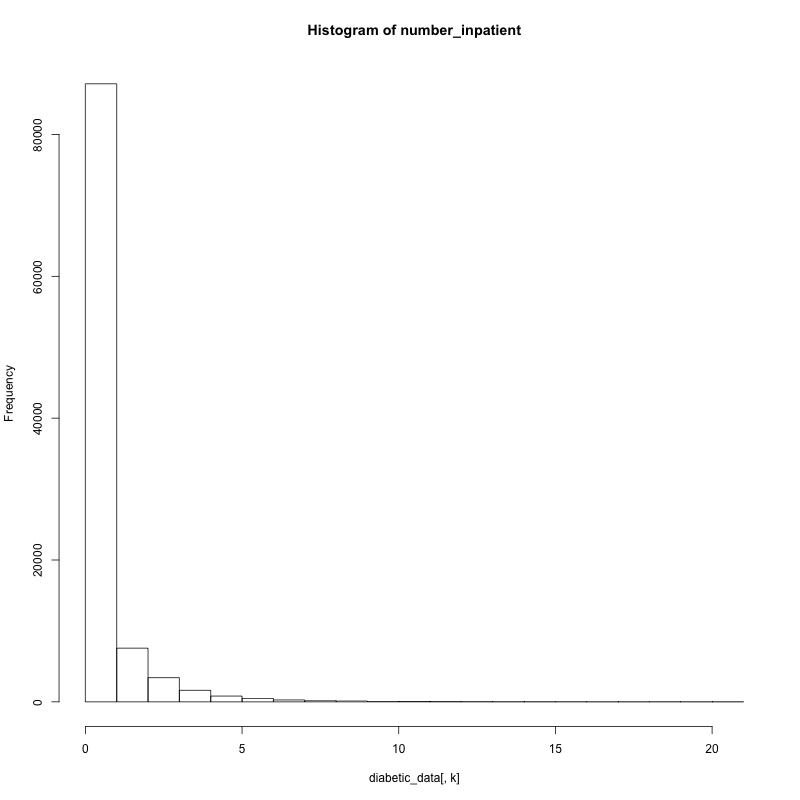 Histogram of number_inpatient
Frequency
80000
60000
40000
20000
0
0 5 10 15 20
diabetic_data[, k]